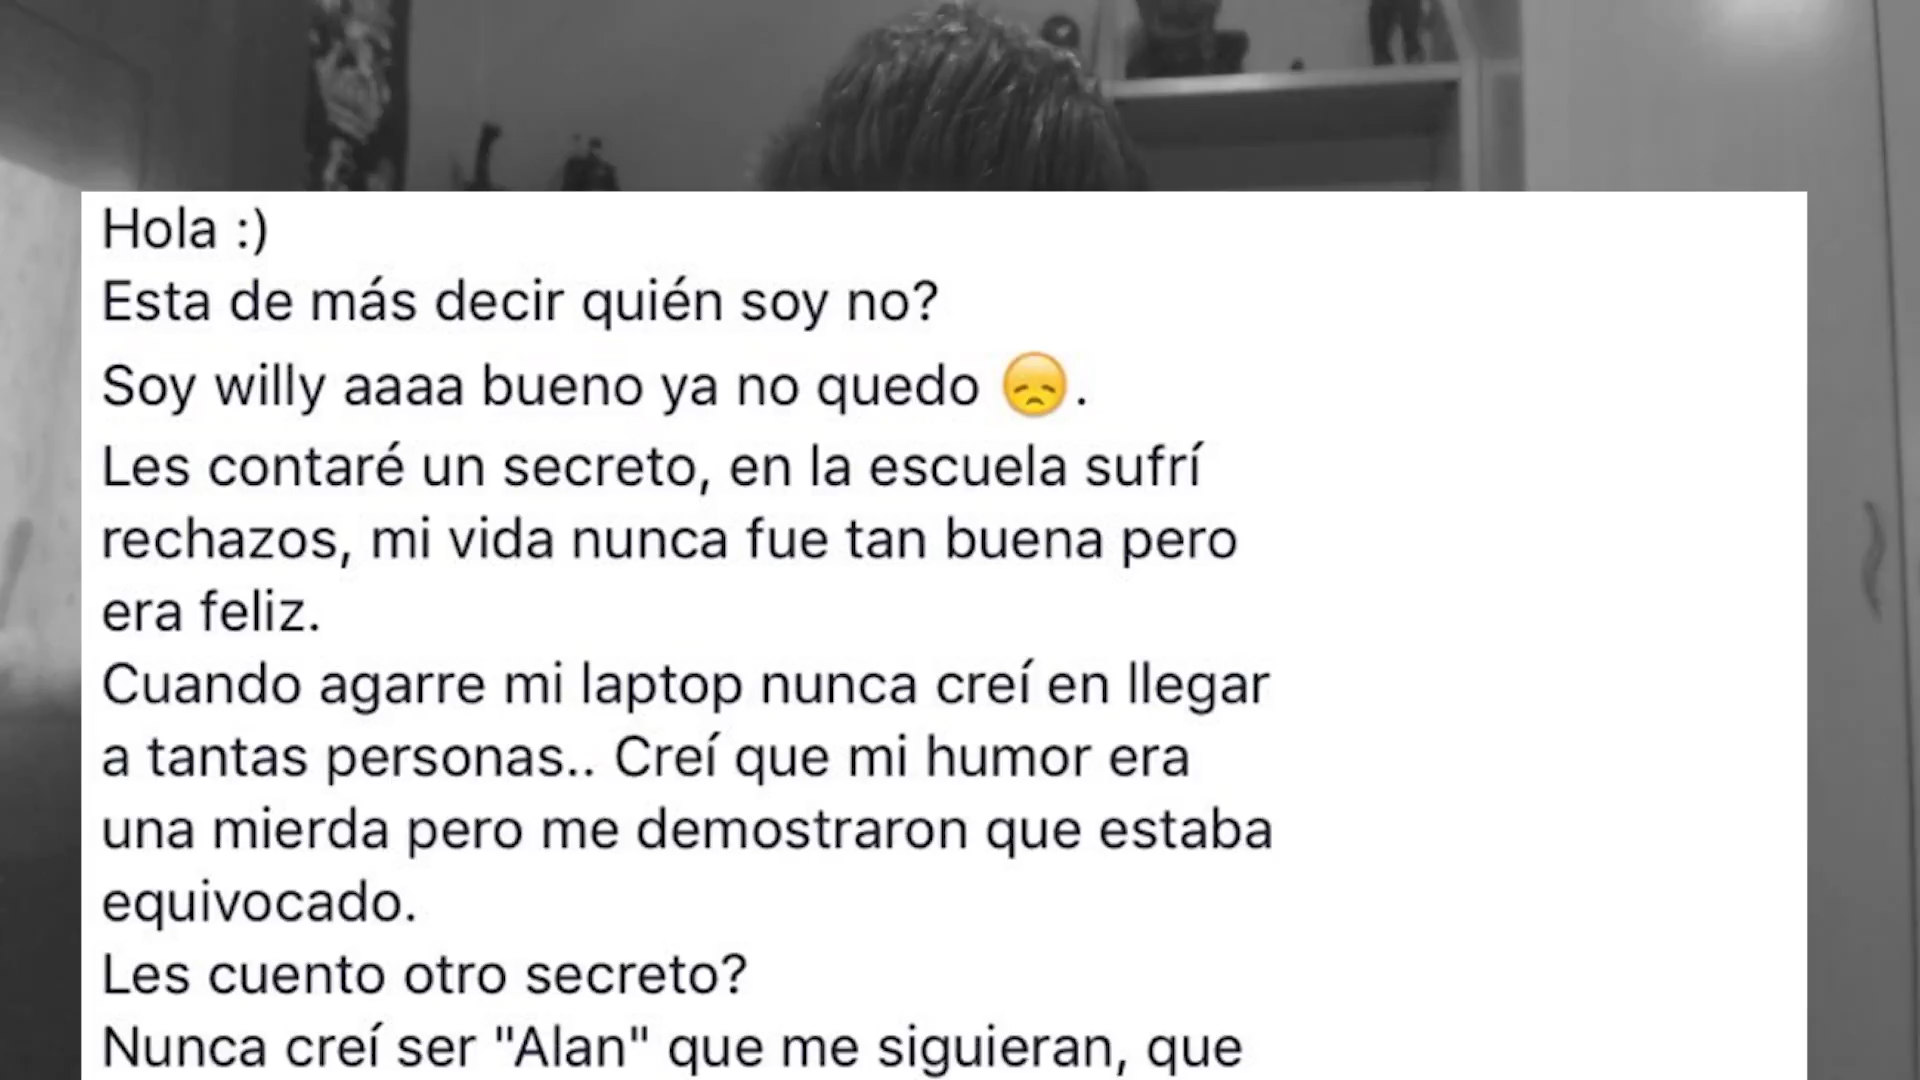 Hola :)
Esta de más decir quién soy no?
Soy willy aaaa bueno ya no quedo 😞.
Les contaré un secreto, en la escuela sufrí
rechazos, mi vida nunca fue tan buena pero
era feliz.
Cuando agarre mi laptop nunca creí en llegar
a tantas personas.. Creí que mi humor era
una mierda pero me demostraron que estaba
equivocado.
Les cuento otro secreto?
Nunca creí ser "Alan" que me siguieran, que